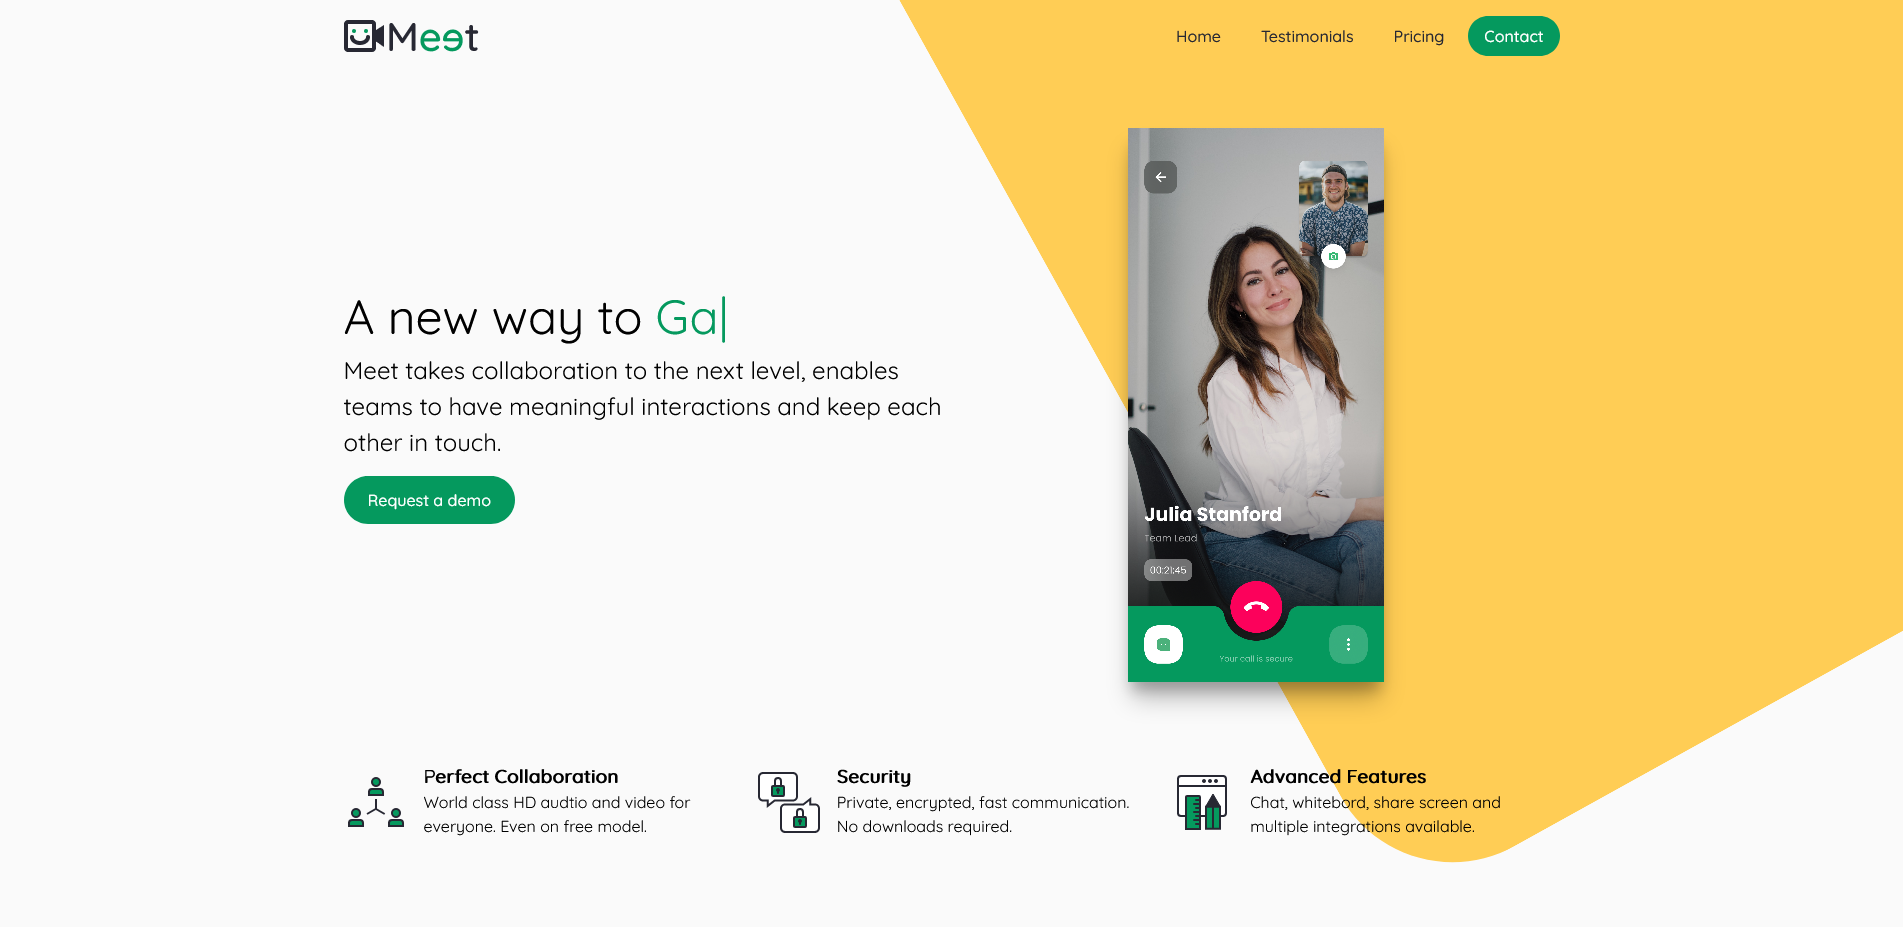 Meet
Home
Testimonials
Pricing
Contact
A new way to Ga|
Meet takes collaboration to the next level, enables
teams to have meaningful interactions and keep each
other in touch.
Request a demo
Julia Stanford
Team Lead
00:21:45
Your call is secure
Perfect Collaboration
World class HD audtio and video for
everyone. Even on free model.
Security
Private, encrypted, fast communication.
No downloads required.
Advanced Features
Chat, whitebord, share screen and
multiple integrations available.